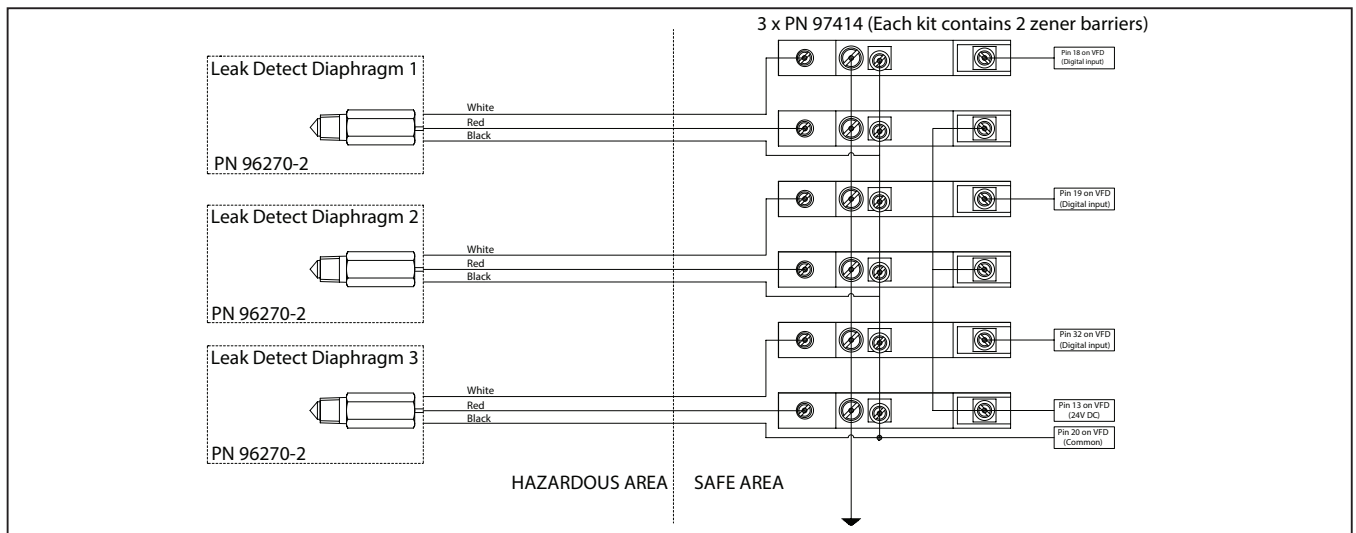 3 x PN 97414 (Each kit contains 2 zener barriers)
Pin 18 on VFD
(Digital input)
Leak Detect Diaphragm 1
White
Red
Black
PN 96270-2
Pin 19 on VFD
(Digital input)
Leak Detect Diaphragm 2
White
Red
Black
PN 96270-2
Pin 32 on VFD
(Digital input)
Leak Detect Diaphragm 3
White
Red
Black
PN 96270-2
Pin 13 on VFD
(24V DC)
Pin 20 on VFD
(Common)
HAZARDOUS AREA
SAFE AREA